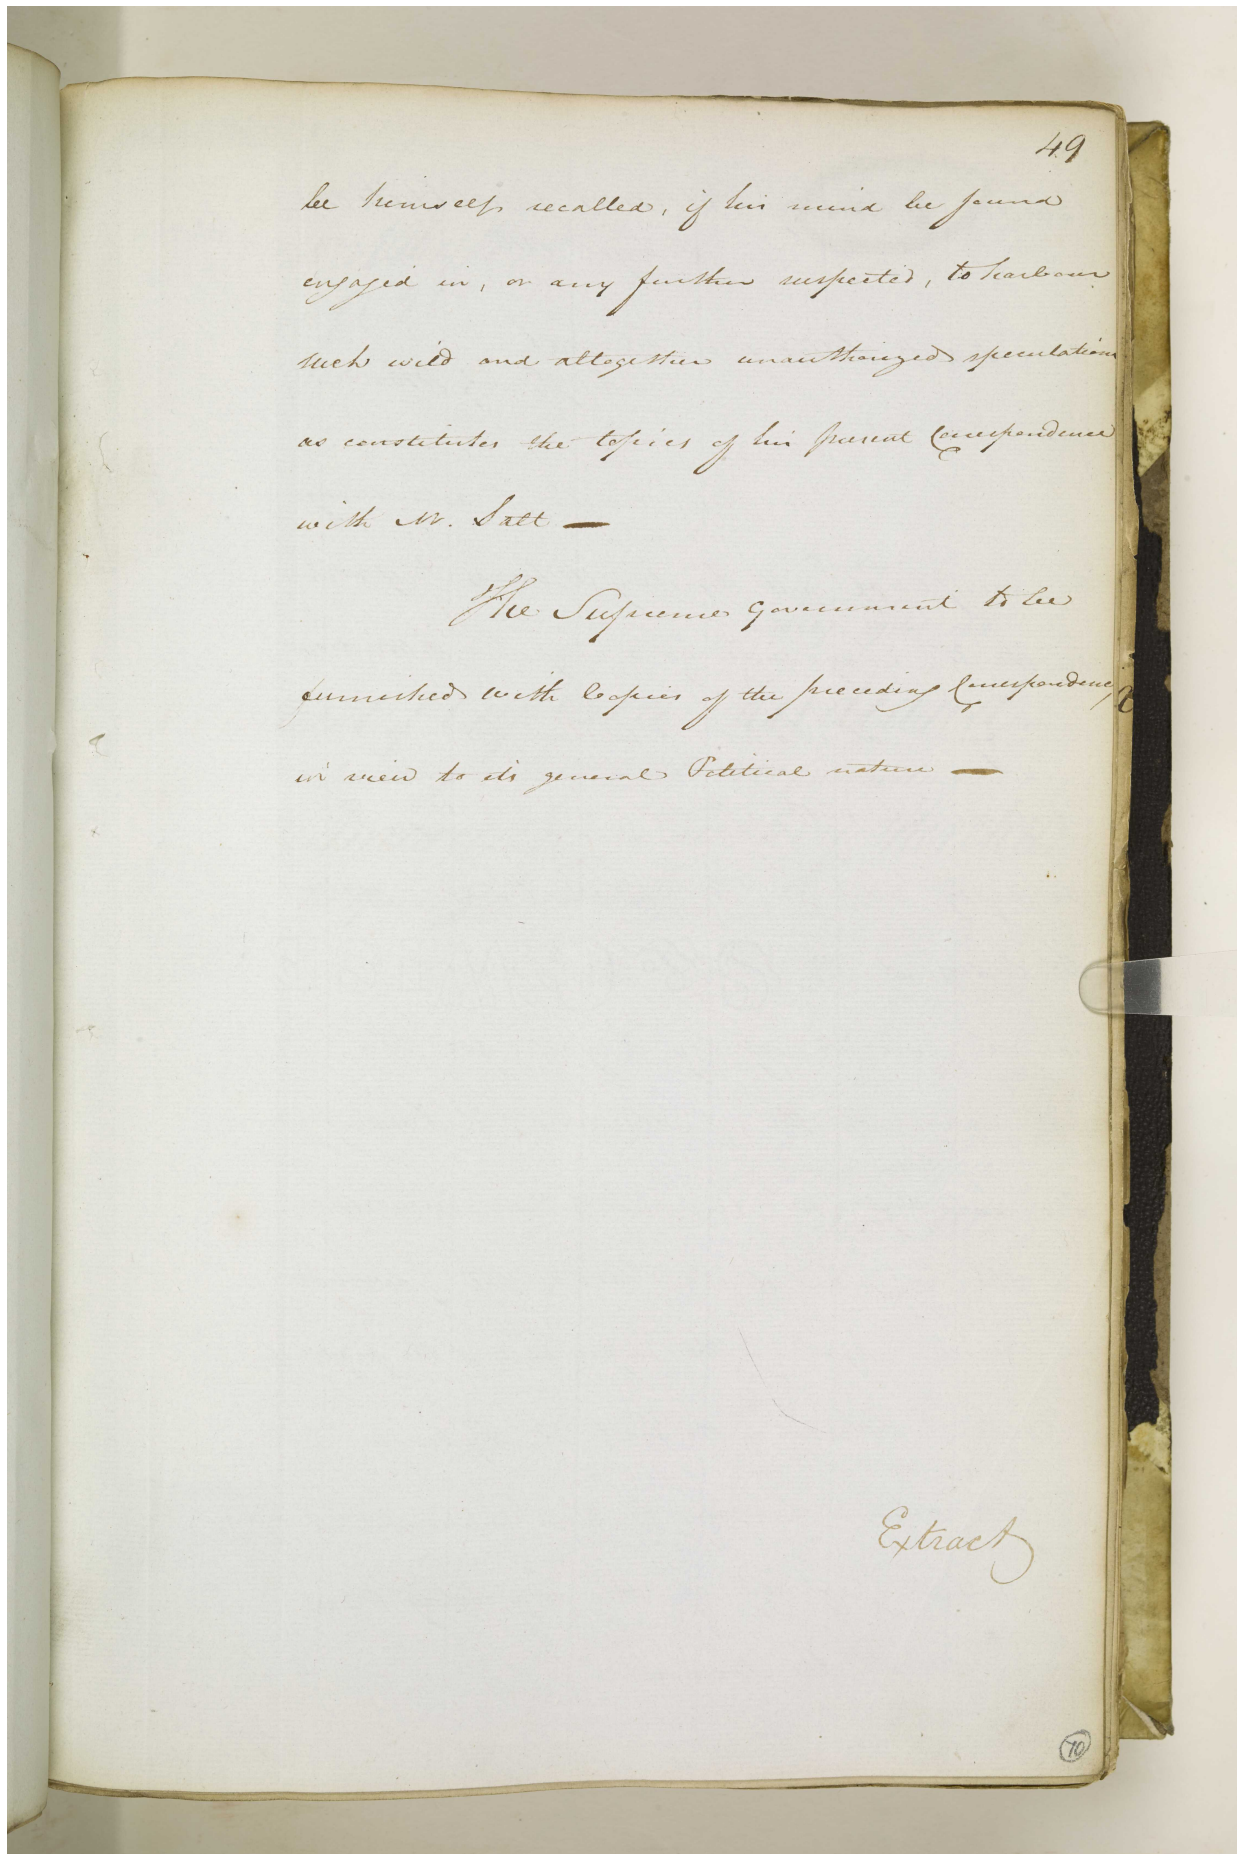 49
be himself recalled, if his mind be found
engaged in, or any further suspected, to harbour
such wild and altogether unauthorized speculations
as constitutes the topics of his present Correspondence
with Mr. Salt —
The Supreme Government to be
furnished with Copies of the preceding Correspondence,
in view to its general Political nature —
Extract
70